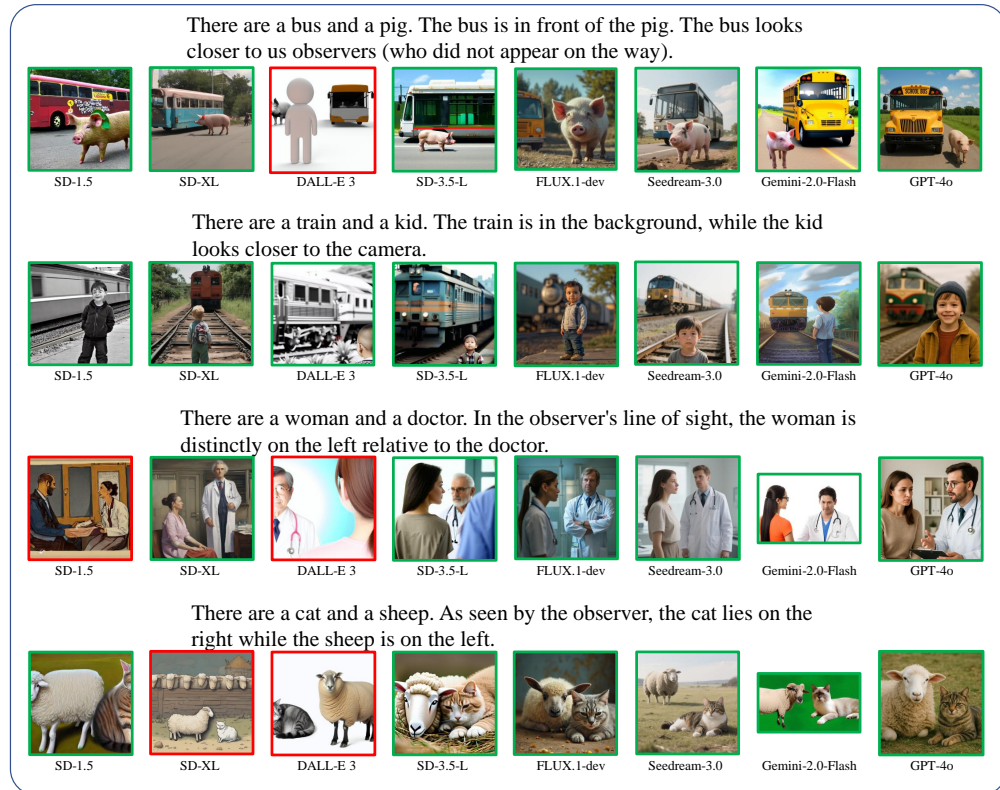 There are a bus and a pig. The bus is in front of the pig. The bus looks
closer to us observers (who did not appear on the way).
SD-1.5
SD-XL
DALL-E 3
SD-3.5-L
FLUX.1-dev
Seedream-3.0
Gemini-2.0-Flash
GPT-4o
There are a train and a kid. The train is in the background, while the kid
looks closer to the camera.
SD-1.5
SD-XL
DALL-E 3
SD-3.5-L
FLUX.1-dev
Seedream-3.0
Gemini-2.0-Flash
GPT-4o
There are a woman and a doctor. In the observer's line of sight, the woman is
distinctly on the left relative to the doctor.
SD-1.5
SD-XL
DALL-E 3
SD-3.5-L
FLUX.1-dev
Seedream-3.0
Gemini-2.0-Flash
GPT-4o
There are a cat and a sheep. As seen by the observer, the cat lies on the
right while the sheep is on the left.
SD-1.5
SD-XL
DALL-E 3
SD-3.5-L
FLUX.1-dev
Seedream-3.0
Gemini-2.0-Flash
GPT-4o